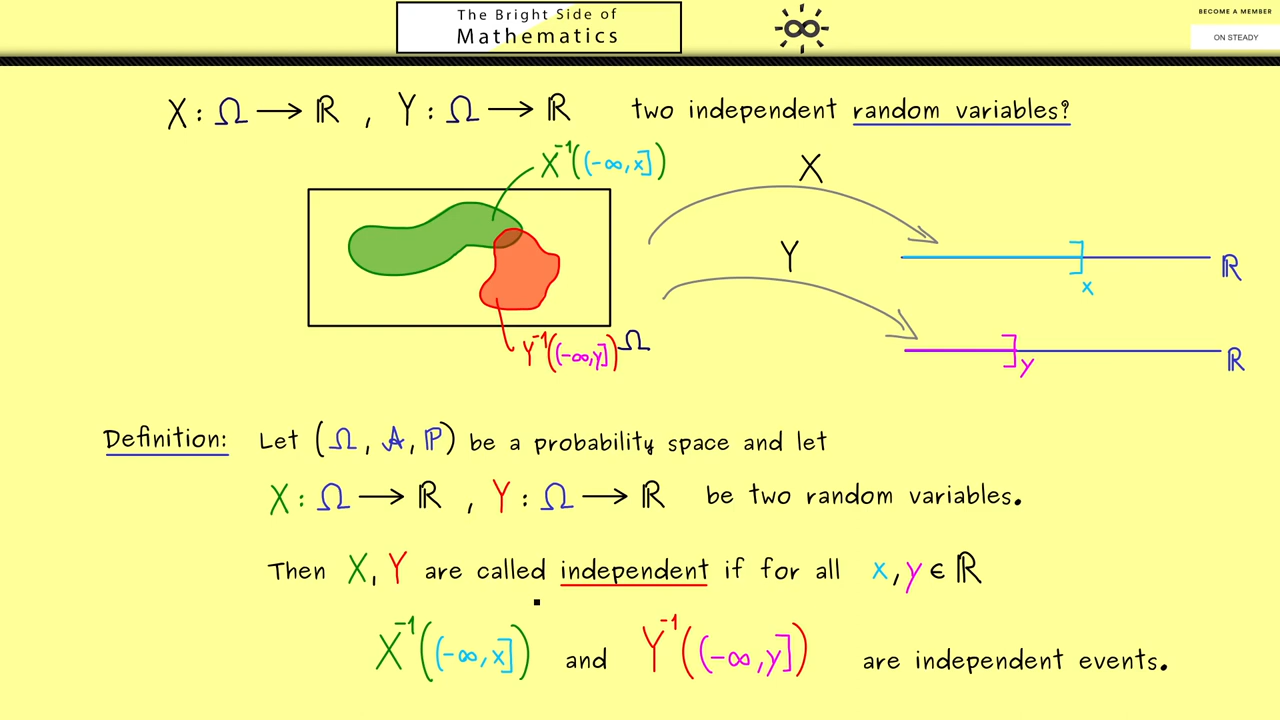 The Bright Side of
Mathematics
BECOME A MEMBER
ON STEADY
X : Ω → ℝ , Y : Ω → ℝ two independent random variables?
X⁻¹((-∞,x])
X
Y
ℝ
x
Y⁻¹((-∞,y])
Ω
y
ℝ
Definition: Let (Ω, 𝒜, ℙ) be a probability space and let
X : Ω → ℝ , Y : Ω → ℝ be two random variables.
Then X, Y are called independent if for all x, y ∈ ℝ
X⁻¹((-∞,x]) and Y⁻¹((-∞,y]) are independent events.